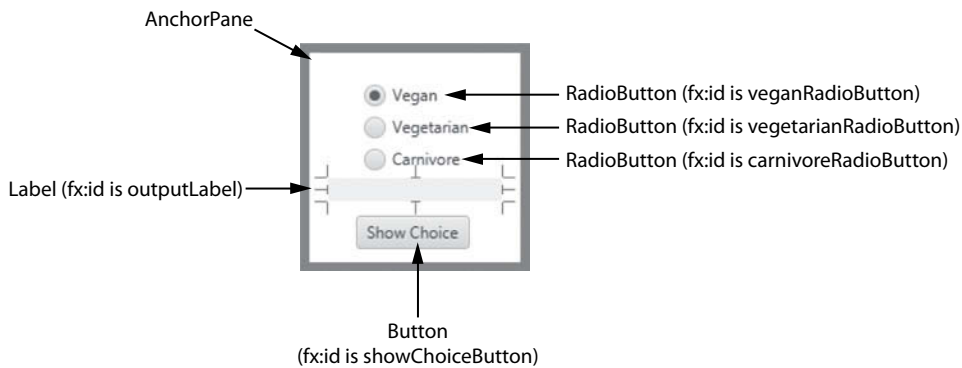 AnchorPane
Vegan
RadioButton (fx:id is veganRadioButton)
Vegetarian
RadioButton (fx:id is vegetarianRadioButton)
Carnivore
RadioButton (fx:id is carnivoreRadioButton)
Label (fx:id is outputLabel)
Show Choice
Button
(fx:id is showChoiceButton)